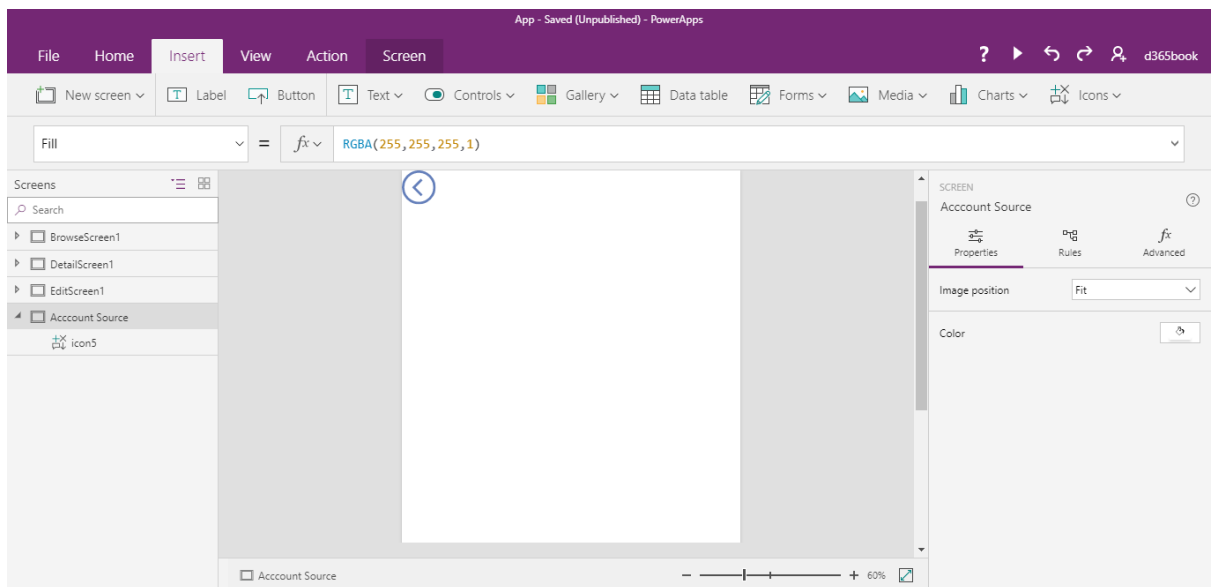 App - Saved (Unpublished) - PowerApps
File Home Insert View Action Screen ? d365book
New screen Label Button Text Controls Gallery Data table Forms Media Charts Icons
Fill = fx RGBA(255,255,255,1)
Screens
Search
BrowseScreen1
DetailScreen1
EditScreen1
Acccount Source
icon5
SCREEN
Acccount Source
Properties Rules Advanced
Image position Fit
Color
Acccount Source 60%